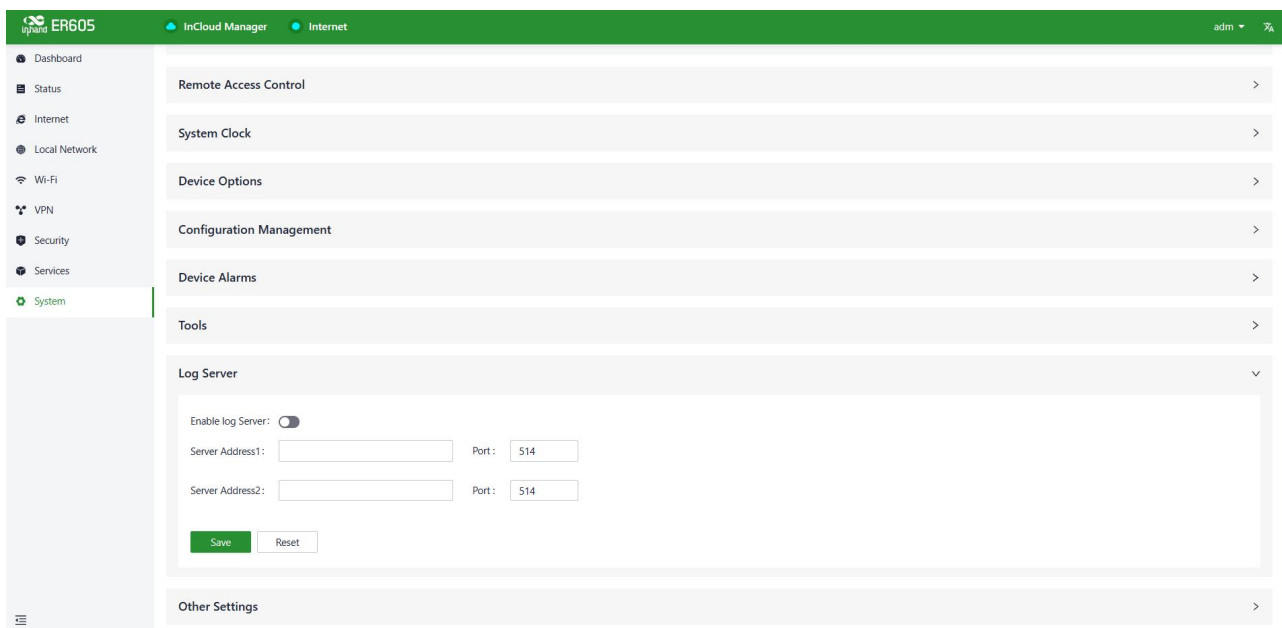 inhand ER605 InCloud Manager Internet adm
Dashboard
Status
Internet
Local Network
Wi-Fi
VPN
Security
Services
System
Remote Access Control
System Clock
Device Options
Configuration Management
Device Alarms
Tools
Log Server
Enable log Server:
Server Address1: Port: 514
Server Address2: Port: 514
Save Reset
Other Settings